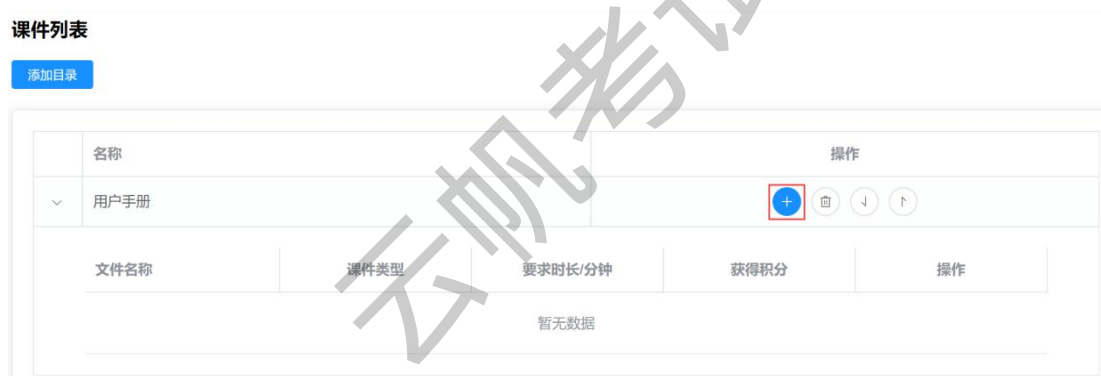 课件列表
添加目录
名称 操作
用户手册
文件名称 课件类型 要求时长/分钟 获得积分 操作
暂无数据
云帆考试